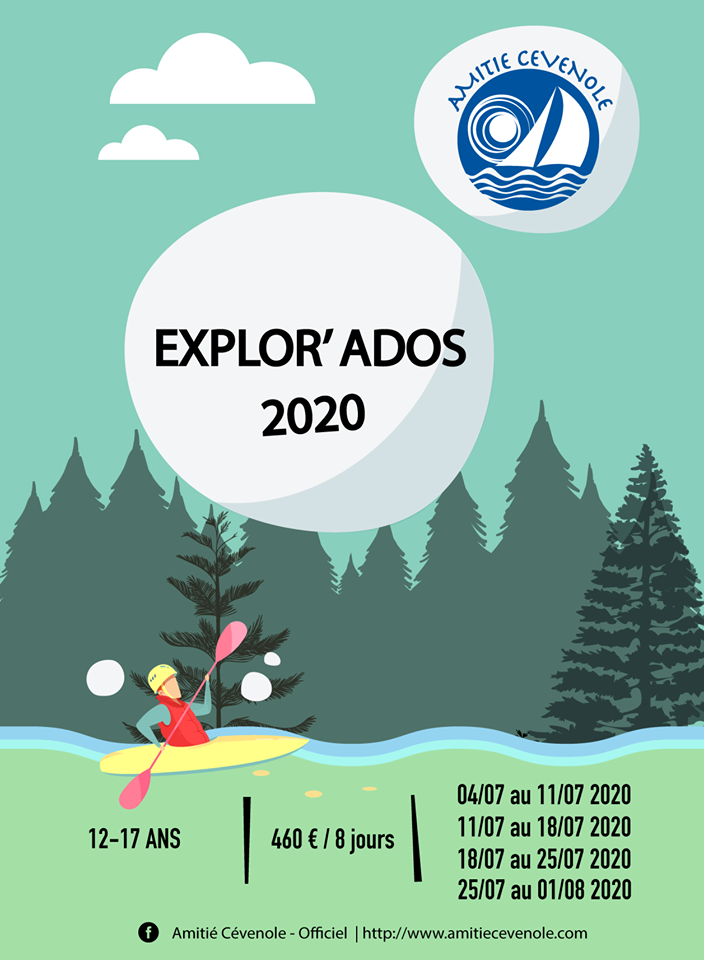 AMITIE CEVENOLE
EXPLOR' ADOS
2020
12-17 ANS
460 € / 8 jours
04/07 au 11/07 2020
11/07 au 18/07 2020
18/07 au 25/07 2020
25/07 au 01/08 2020
f Amitié Cévenole - Officiel | http://www.amitiecevenole.com